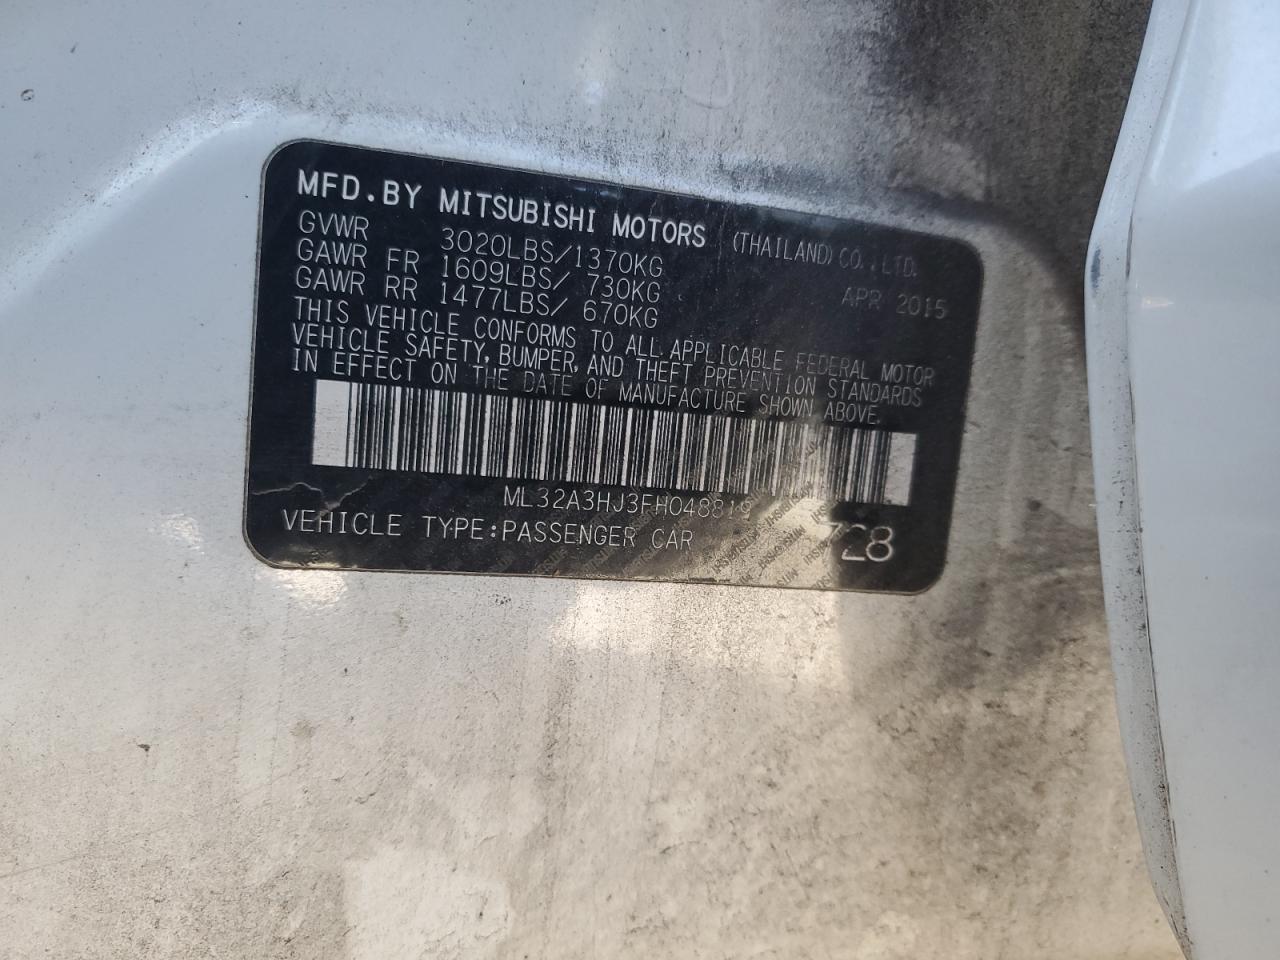 MFD.BY MITSUBISHI MOTORS (THAILAND) CO.,LTD.
GVWR 3020LBS/1370KG
GAWR FR 1609LBS/ 730KG APR 2015
GAWR RR 1477LBS/ 670KG
THIS VEHICLE CONFORMS TO ALL APPLICABLE FEDERAL MOTOR
VEHICLE SAFETY, BUMPER, AND THEFT PREVENTION STANDARDS
IN EFFECT ON THE DATE OF MANUFACTURE SHOWN ABOVE.
ML32A3HJ3FH048819
VEHICLE TYPE:PASSENGER CAR